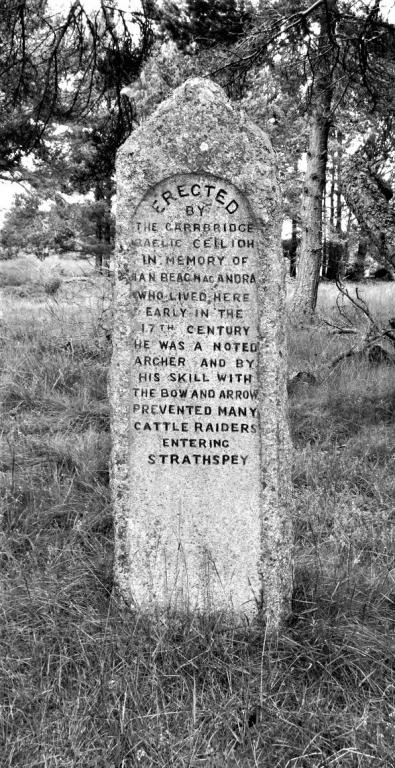 ERECTED
BY
THE CARRBRIDGE
GAELIC CEILIDH
IN MEMORY OF
IAN BEAG MAC ANDRA
WHO LIVED HERE
EARLY IN THE
17TH CENTURY
HE WAS A NOTED
ARCHER AND BY
HIS SKILL WITH
THE BOW AND ARROW
PREVENTED MANY
CATTLE RAIDERS
ENTERING
STRATHSPEY